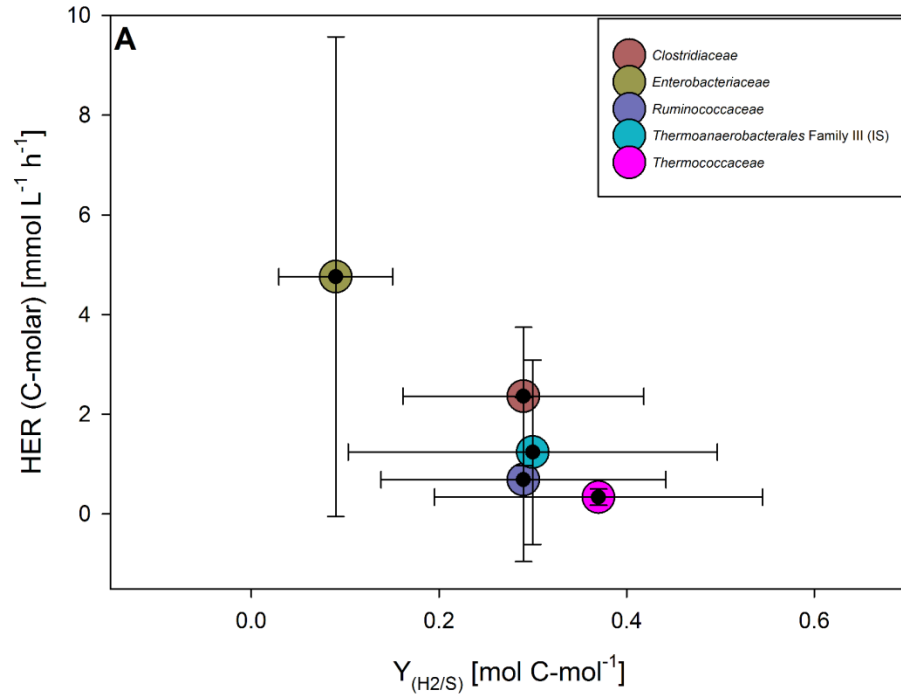 A
Clostridiaceae
Enterobacteriaceae
Ruminococcaceae
Thermoanaerobacterales Family III (IS)
Thermococcaceae
10
8
6
4
2
0
HER (C-molar) [mmol L⁻¹ h⁻¹]
0.0 0.2 0.4 0.6
Y(H2/S) [mol C-mol⁻¹]